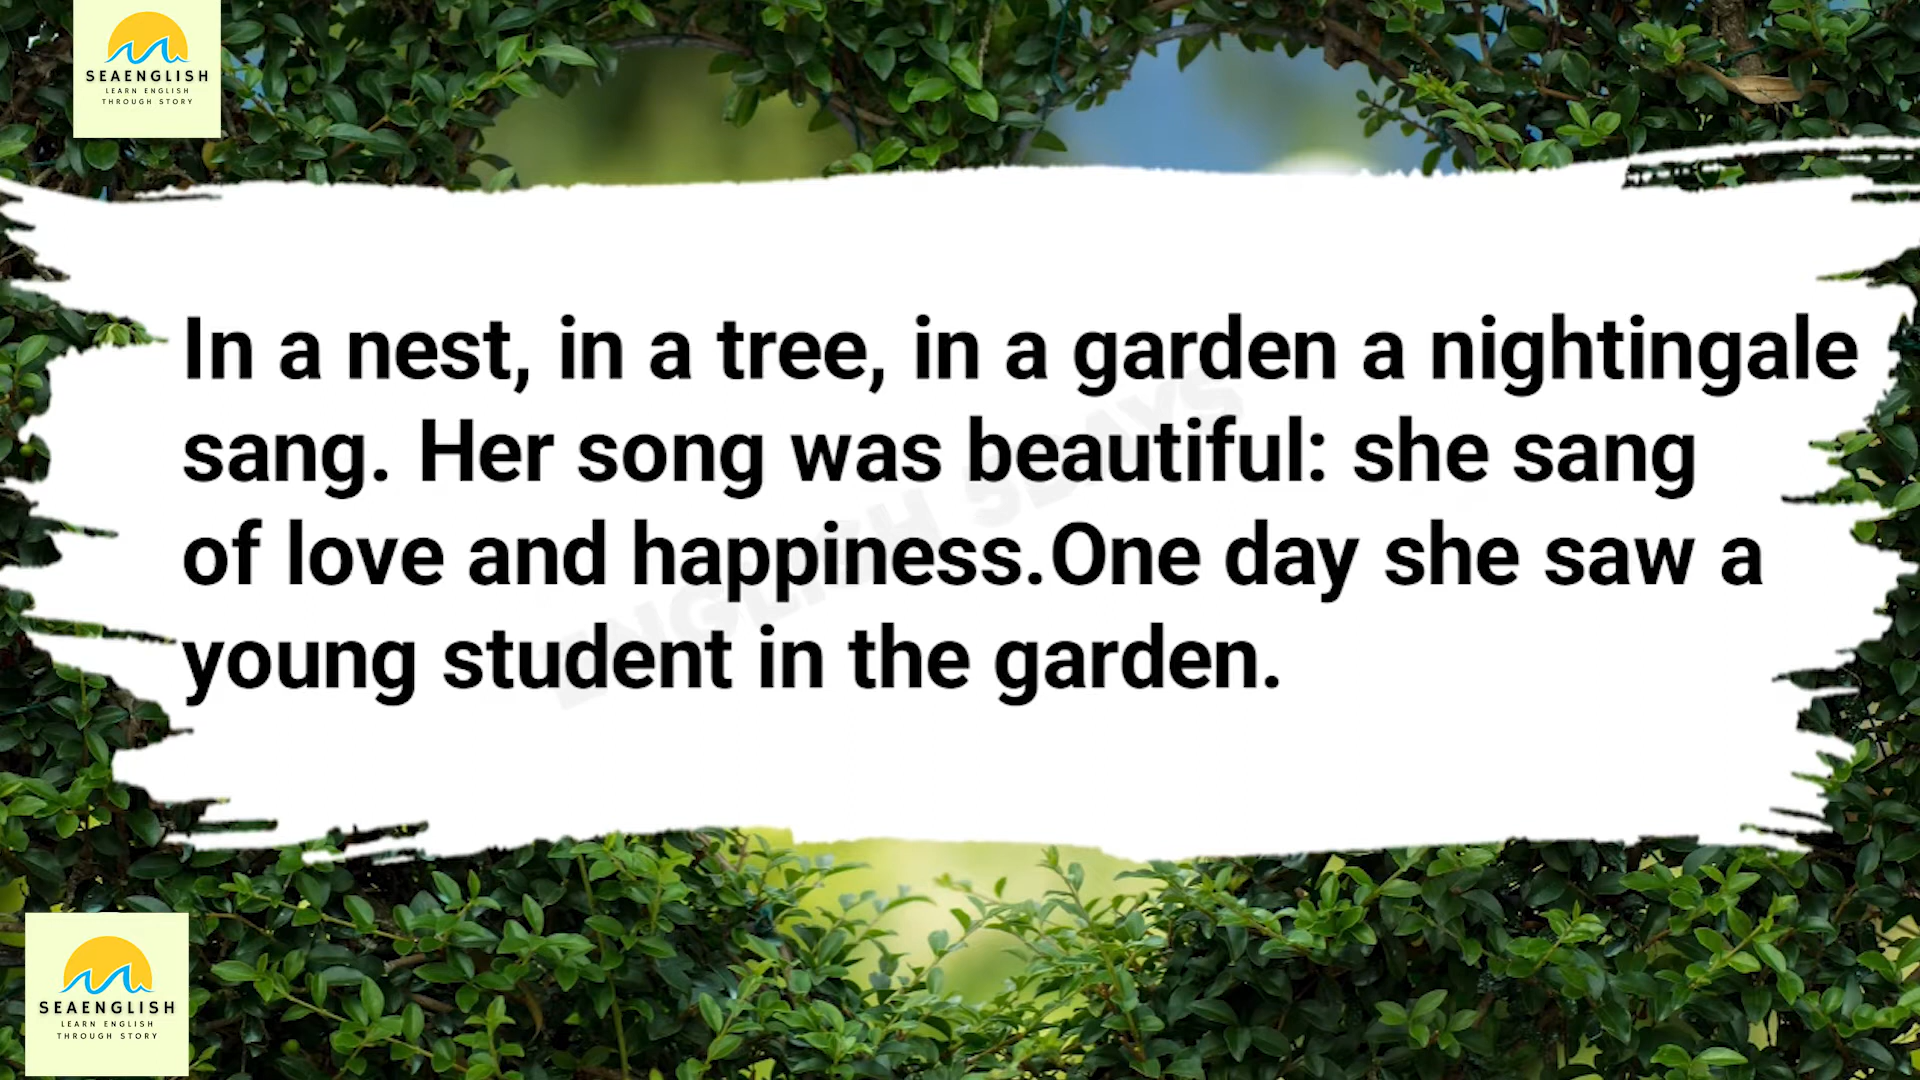 SEAENGLISH
LEARN ENGLISH
THROUGH STORY
In a nest, in a tree, in a garden a nightingale
sang. Her song was beautiful: she sang
of love and happiness.One day she saw a
young student in the garden.
SEAENGLISH
LEARN ENGLISH
THROUGH STORY